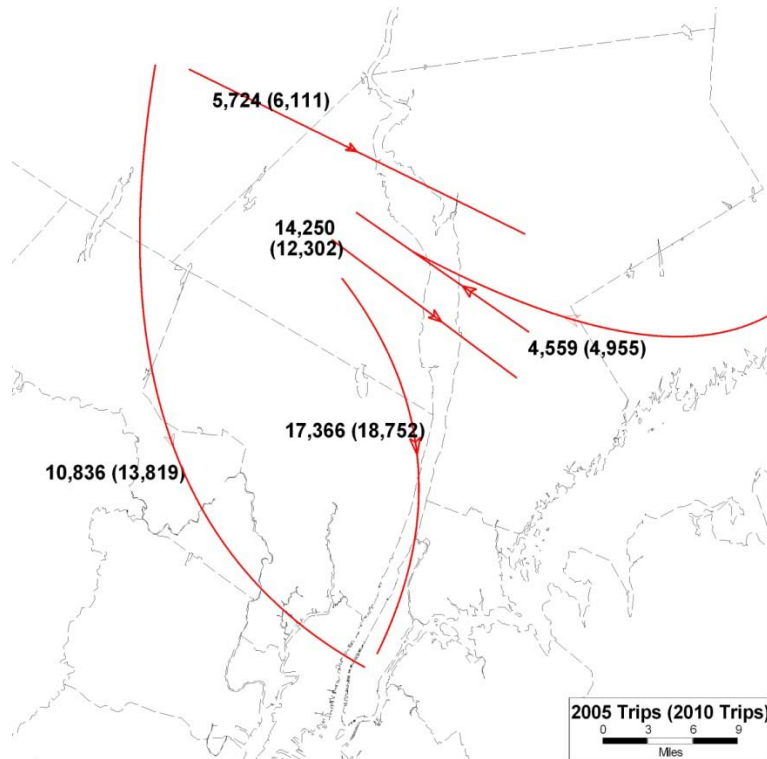 5,724 (6,111)
14,250
(12,302)
4,559 (4,955)
17,366 (18,752)
10,836 (13,819)
2005 Trips (2010 Trips)
0 3 6 9
Miles